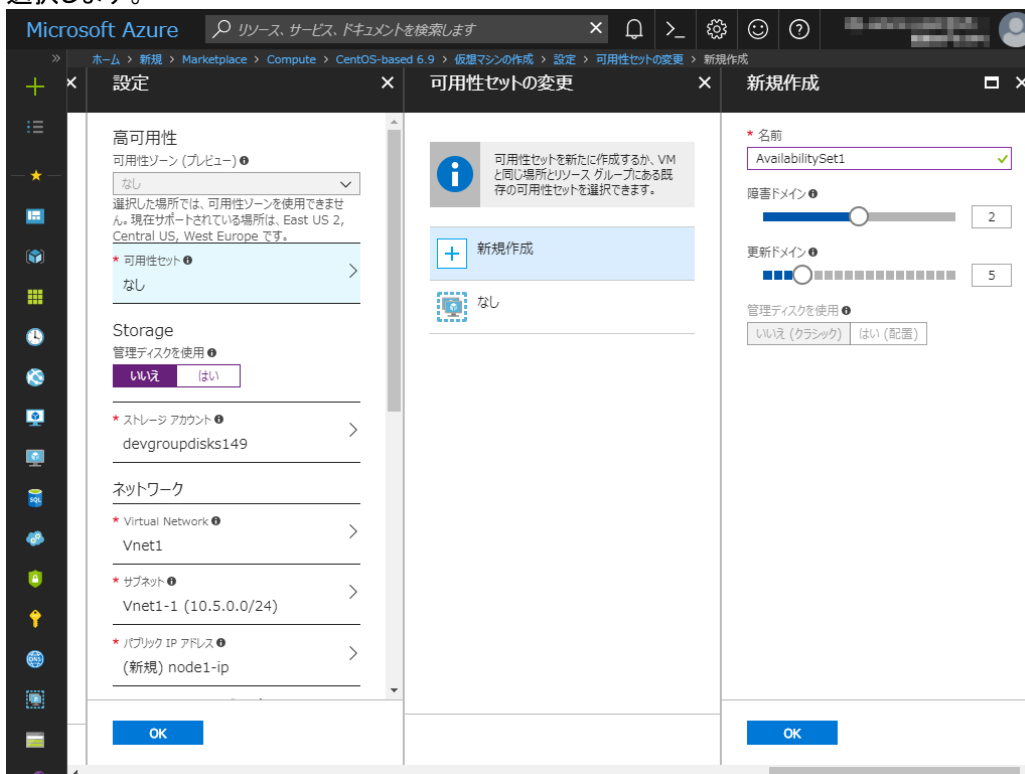 選択します。
Microsoft Azure
リソース、サービス、ドキュメントを検索します
ホーム > 新規 > Marketplace > Compute > CentOS-based 6.9 > 仮想マシンの作成 > 設定 > 可用性セットの変更 > 新規作成
設定
高可用性
可用性ゾーン (プレビュー)
なし
選択した場所では、可用性ゾーンを使用できませ
ん。現在サポートされている場所は、East US 2,
Central US, West Europe です。
* 可用性セット
なし
Storage
管理ディスクを使用
いいえ はい
* ストレージ アカウント
devgroupdisks149
ネットワーク
* Virtual Network
Vnet1
* サブネット
Vnet1-1 (10.5.0.0/24)
* パブリック IP アドレス
(新規) node1-ip
OK
可用性セットの変更
可用性セットを新たに作成するか、VM
と同じ場所とリソース グループにある既
存の可用性セットを選択できます。
新規作成
なし
新規作成
* 名前
AvailabilitySet1
障害ドメイン
2
更新ドメイン
5
管理ディスクを使用
いいえ (クラシック) はい (配置)
OK
SQL
DNS